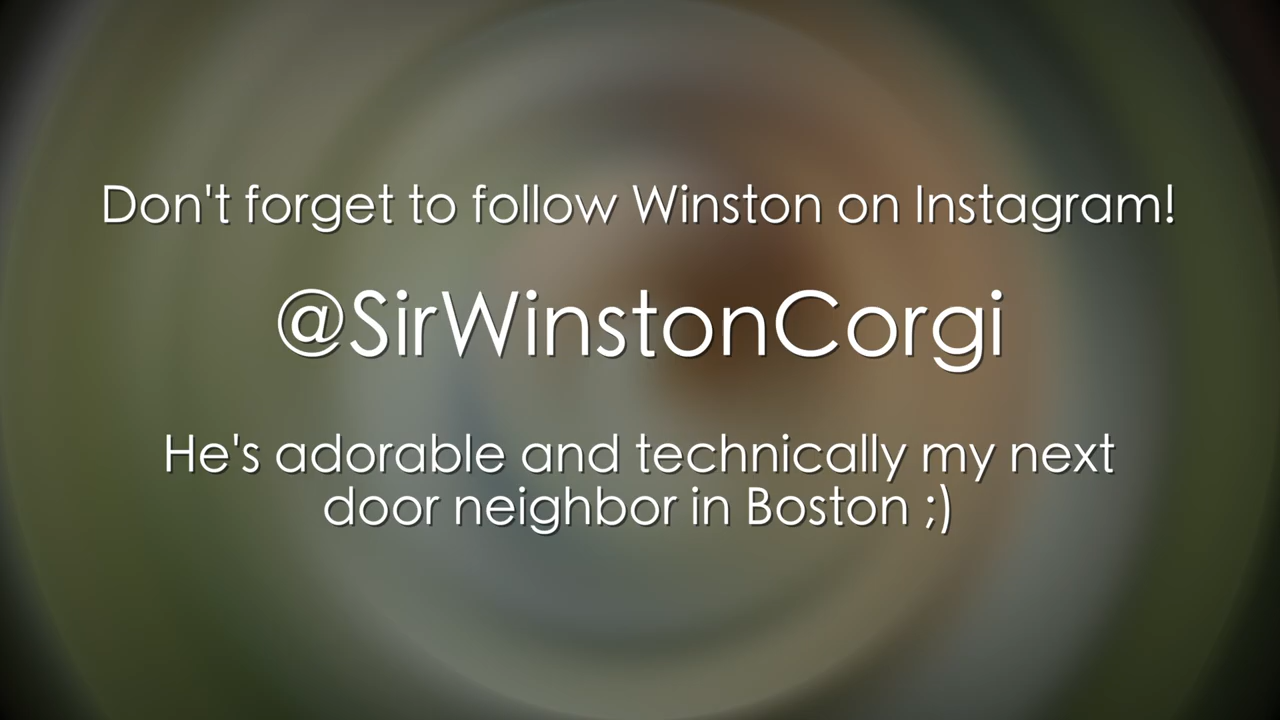 Don't forget to follow Winston on Instagram!
@SirWinstonCorgi
He's adorable and technically my next
door neighbor in Boston ;)